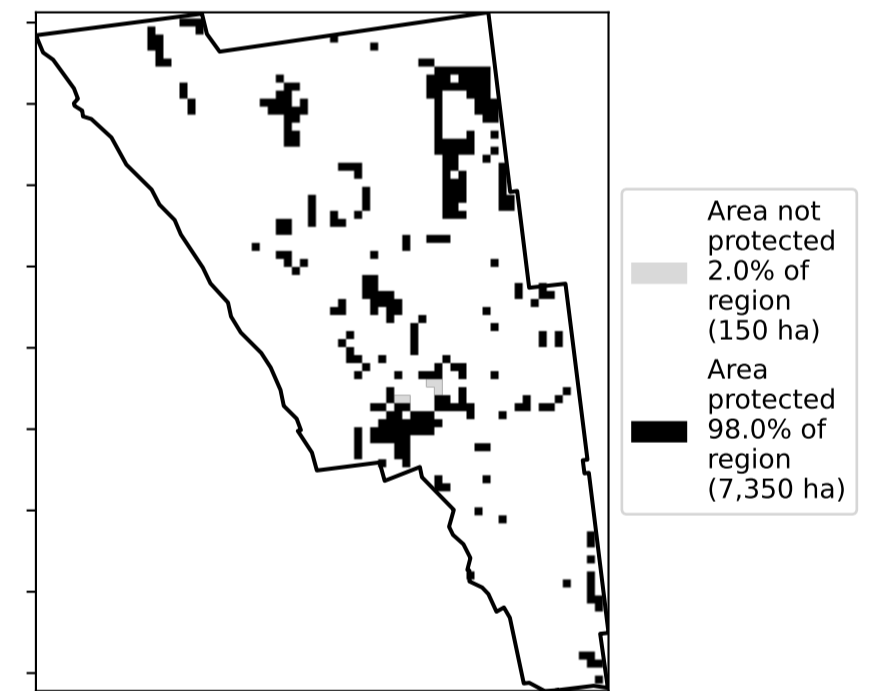 Area not
protected
2.0% of
region
(150 ha)
Area
protected
98.0% of
region
(7,350 ha)